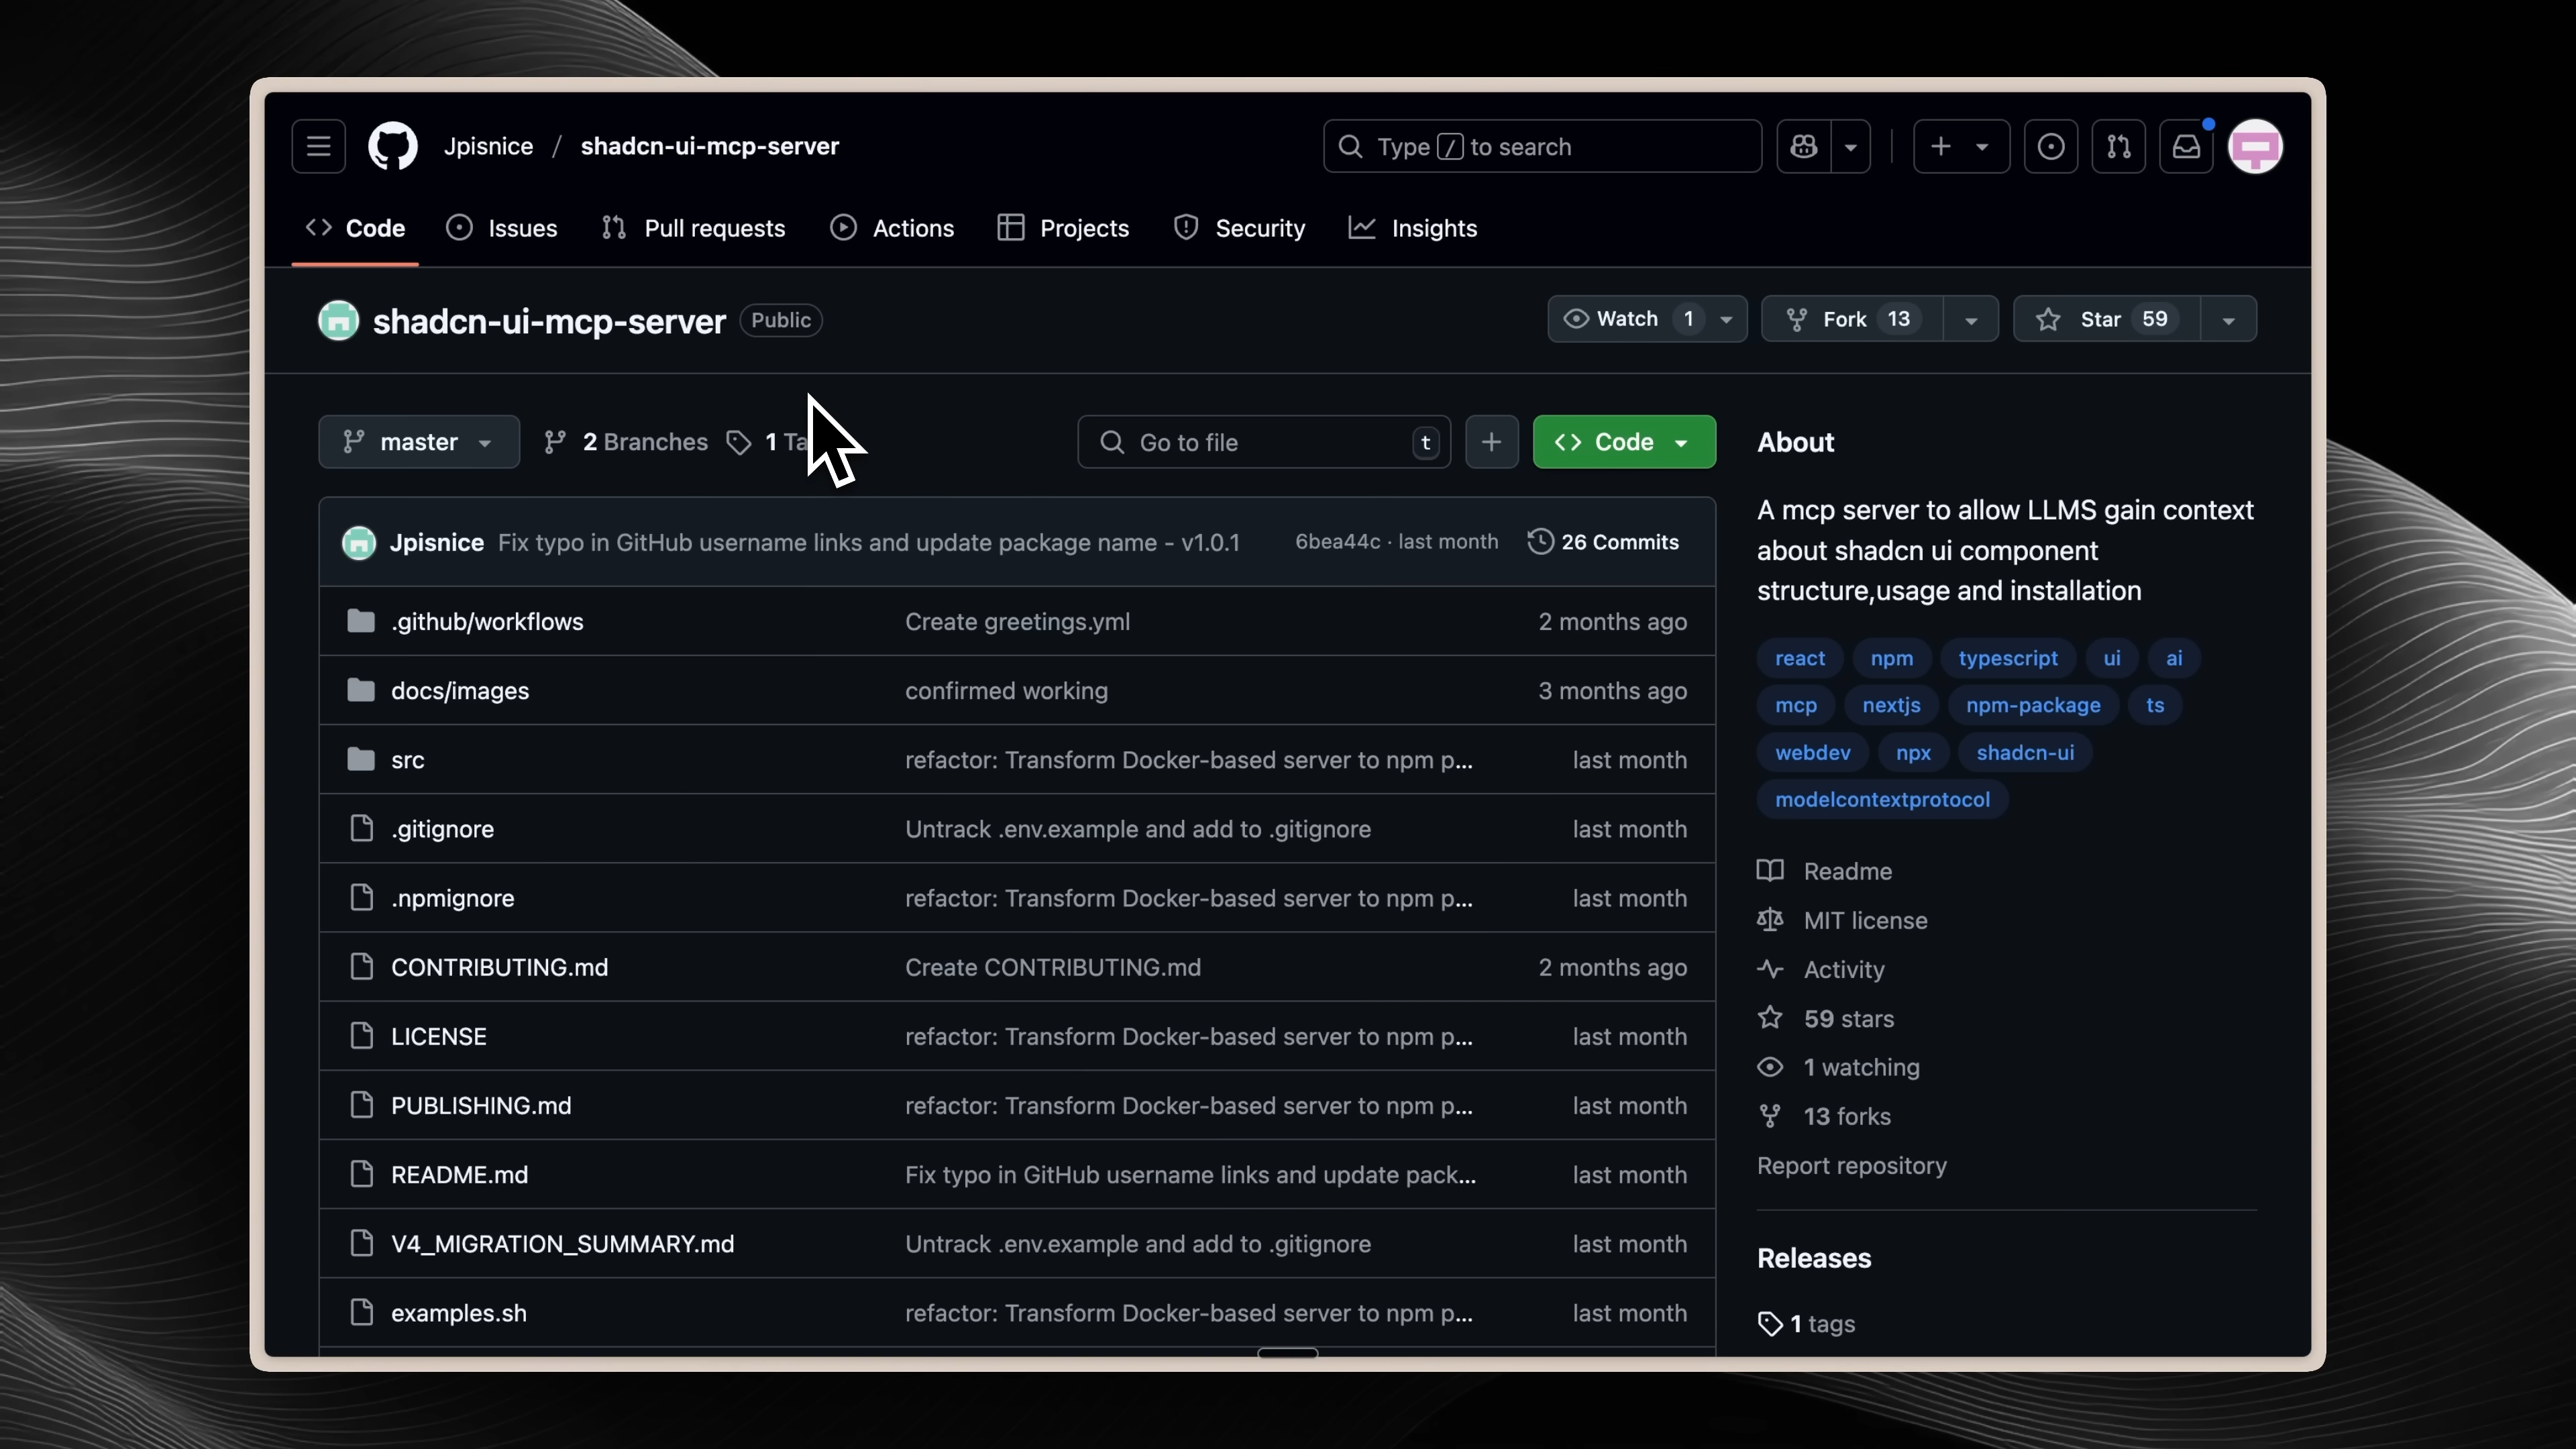 Jpisnice / shadcn-ui-mcp-server
Type / to search
Code Issues Pull requests Actions Projects Security Insights
shadcn-ui-mcp-server Public
Watch 1 Fork 13 Star 59
master 2 Branches 1 Ta
Go to file t Code
Jpisnice Fix typo in GitHub username links and update package name - v1.0.1 6bea44c · last month 26 Commits
.github/workflows Create greetings.yml 2 months ago
docs/images confirmed working 3 months ago
src refactor: Transform Docker-based server to npm p... last month
.gitignore Untrack .env.example and add to .gitignore last month
.npmignore refactor: Transform Docker-based server to npm p... last month
CONTRIBUTING.md Create CONTRIBUTING.md 2 months ago
LICENSE refactor: Transform Docker-based server to npm p... last month
PUBLISHING.md refactor: Transform Docker-based server to npm p... last month
README.md Fix typo in GitHub username links and update pack... last month
V4_MIGRATION_SUMMARY.md Untrack .env.example and add to .gitignore last month
examples.sh refactor: Transform Docker-based server to npm p... last month
About
A mcp server to allow LLMS gain context
about shadcn ui component
structure,usage and installation
react npm typescript ui ai
mcp nextjs npm-package ts
webdev npx shadcn-ui
modelcontextprotocol
Readme
MIT license
Activity
59 stars
1 watching
13 forks
Report repository
Releases
1 tags